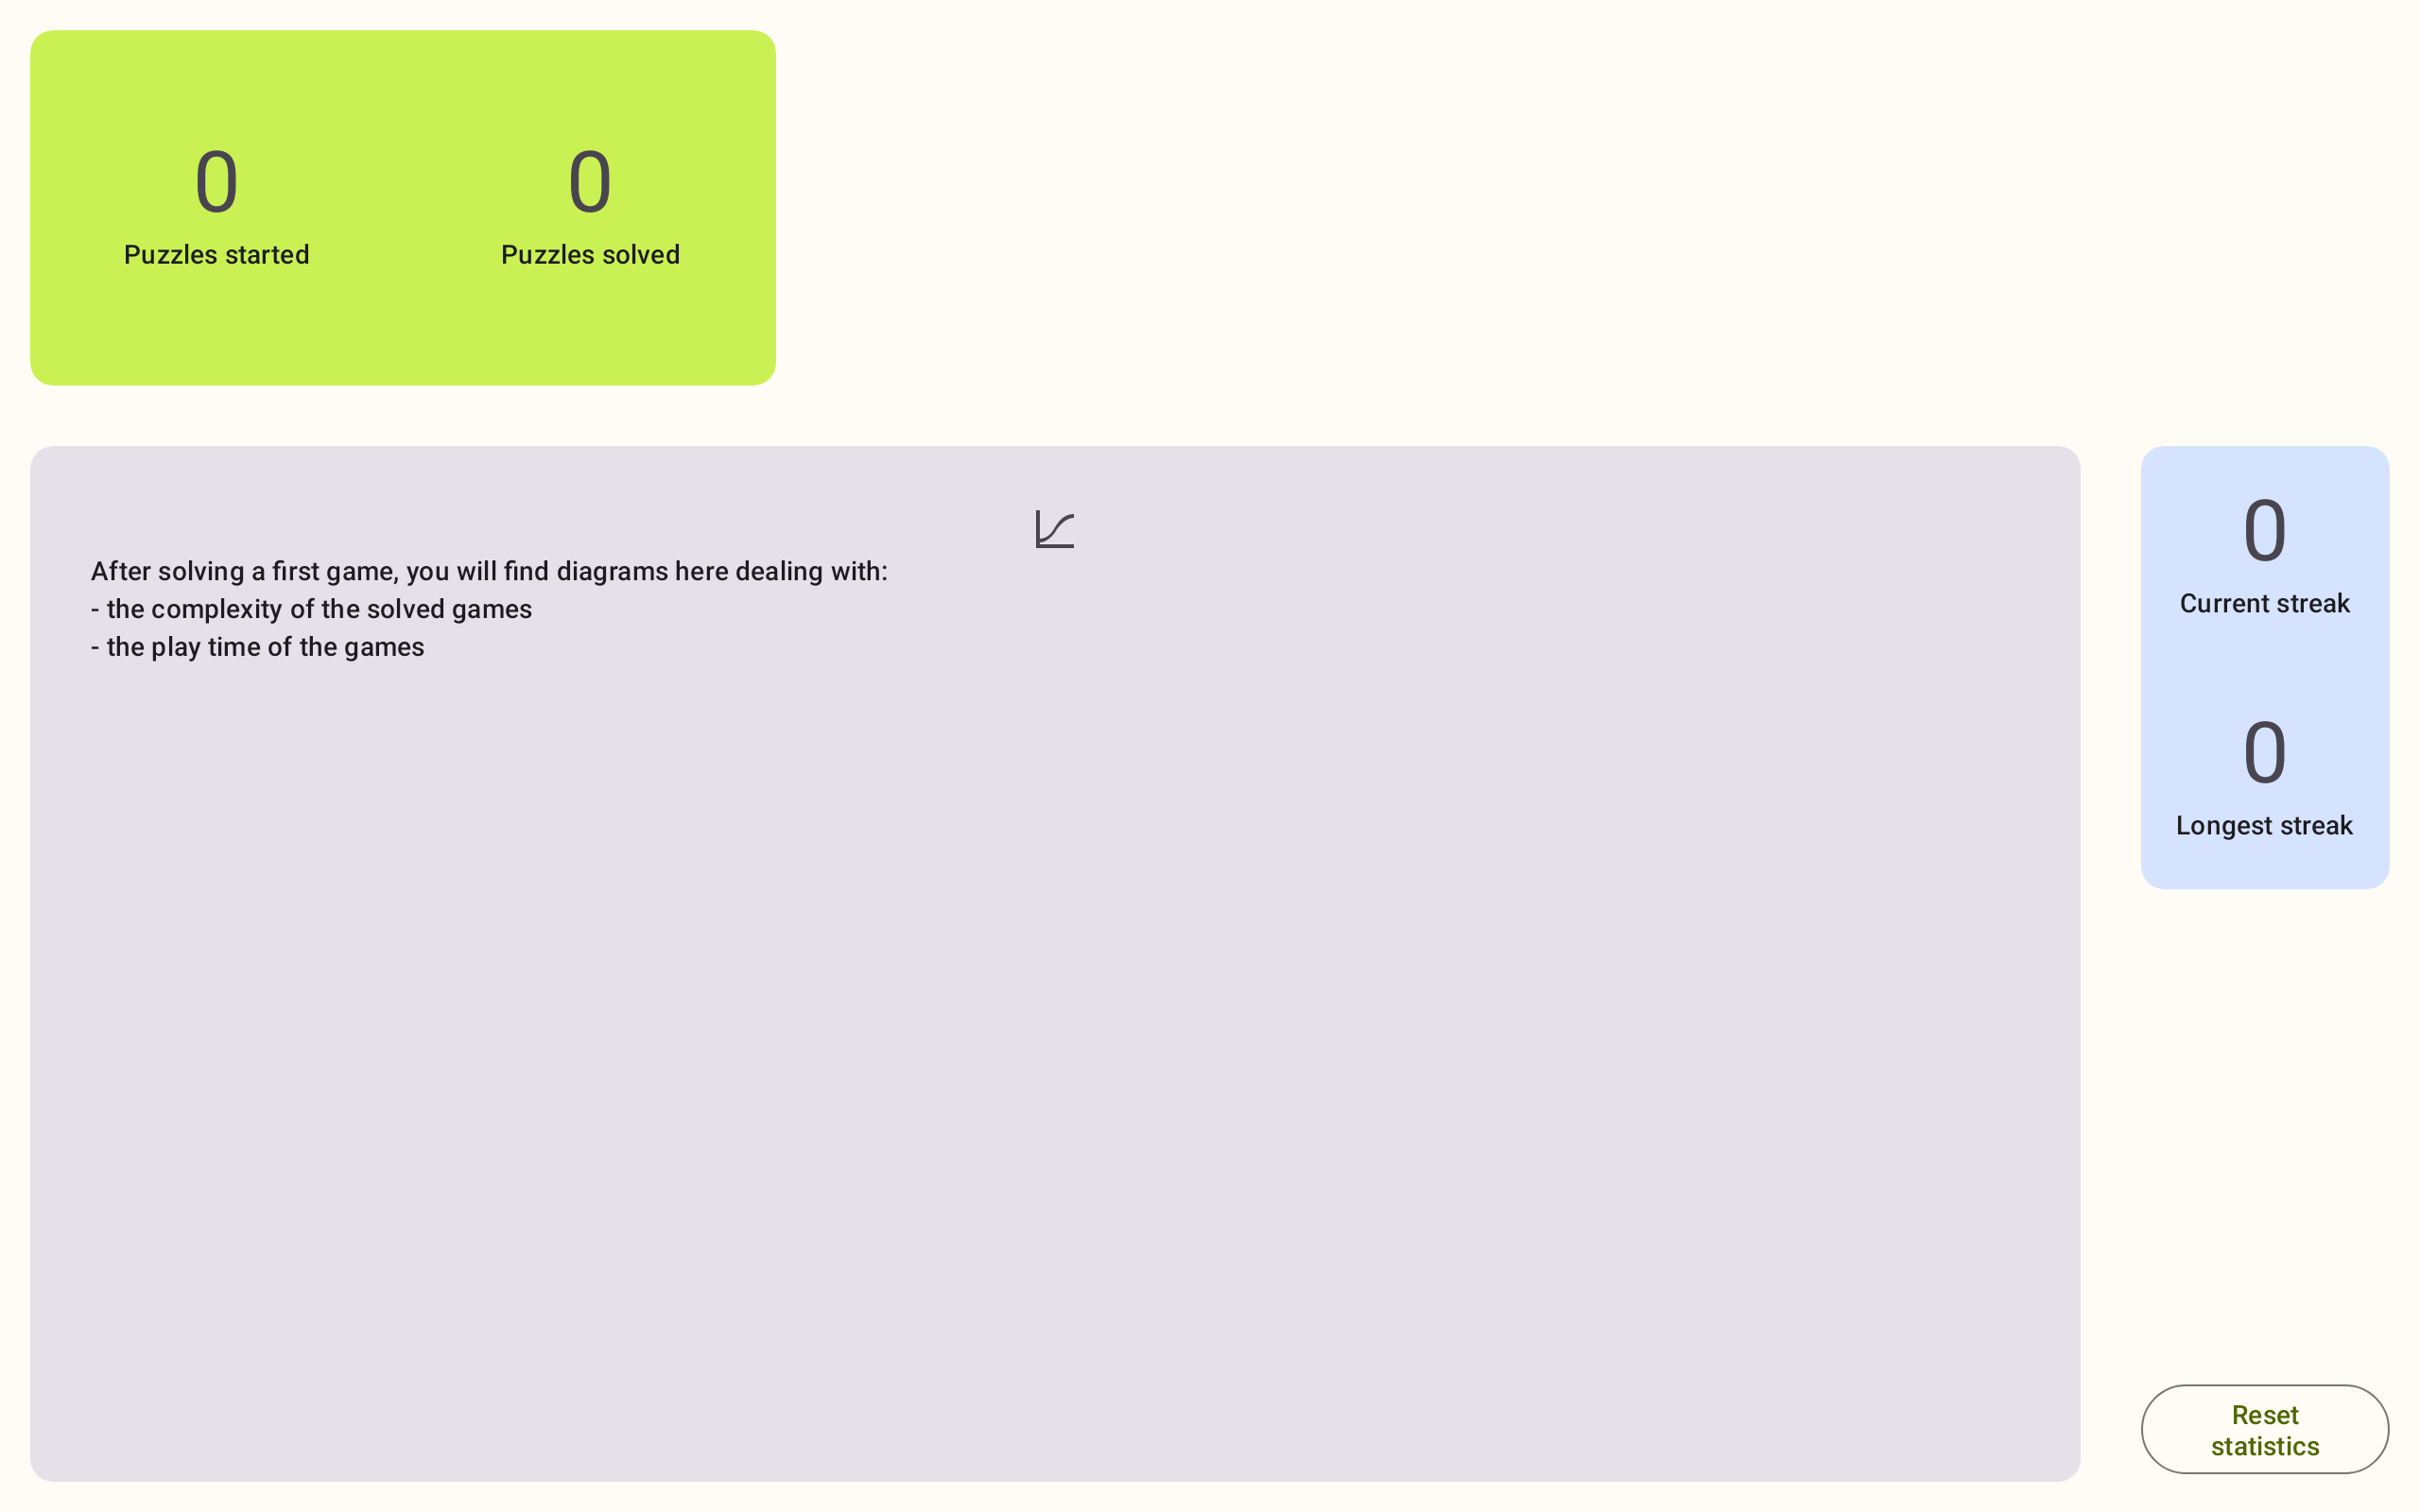 0
Puzzles started
0
Puzzles solved
After solving a first game, you will find diagrams here dealing with:
- the complexity of the solved games
- the play time of the games
0
Current streak
0
Longest streak
Reset
statistics